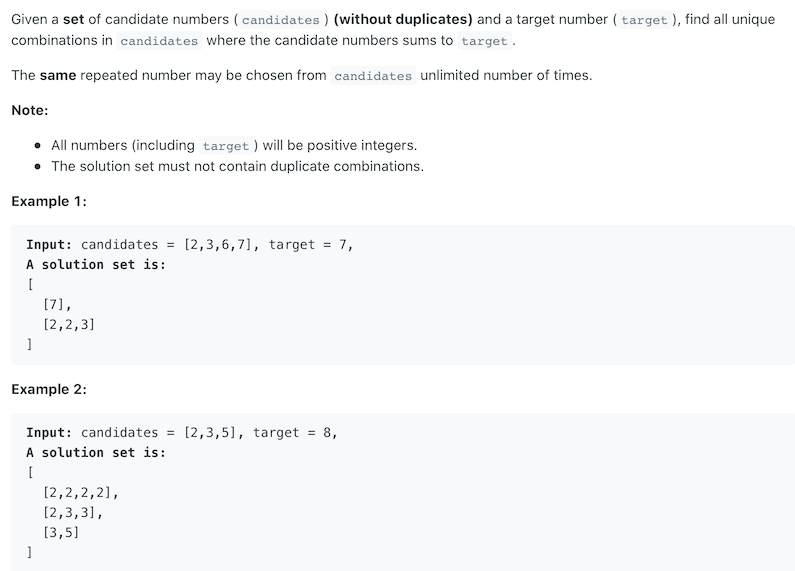 Given a set of candidate numbers ( candidates ) (without duplicates) and a target number ( target ), find all unique
combinations in candidates where the candidate numbers sums to target .
The same repeated number may be chosen from candidates unlimited number of times.
Note:
• All numbers (including target ) will be positive integers.
• The solution set must not contain duplicate combinations.
Example 1:
Input: candidates = [2,3,6,7], target = 7,
A solution set is:
[
  [7],
  [2,2,3]
]
Example 2:
Input: candidates = [2,3,5], target = 8,
A solution set is:
[
  [2,2,2,2],
  [2,3,3],
  [3,5]
]